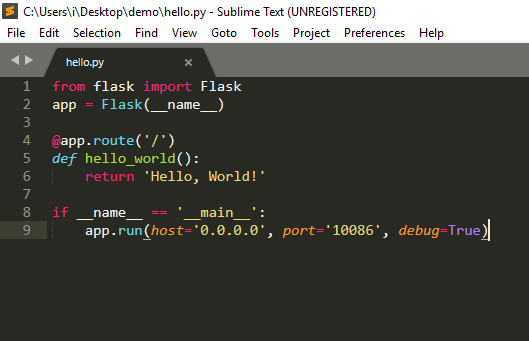 C:\Users\i\Desktop\demo\hello.py - Sublime Text (UNREGISTERED)
File Edit Selection Find View Goto Tools Project Preferences Help
hello.py
1 from flask import Flask
2 app = Flask(__name__)
3
4 @app.route('/')
5 def hello_world():
6     return 'Hello, World!'
7
8 if __name__ == '__main__':
9     app.run(host='0.0.0.0', port='10086', debug=True)